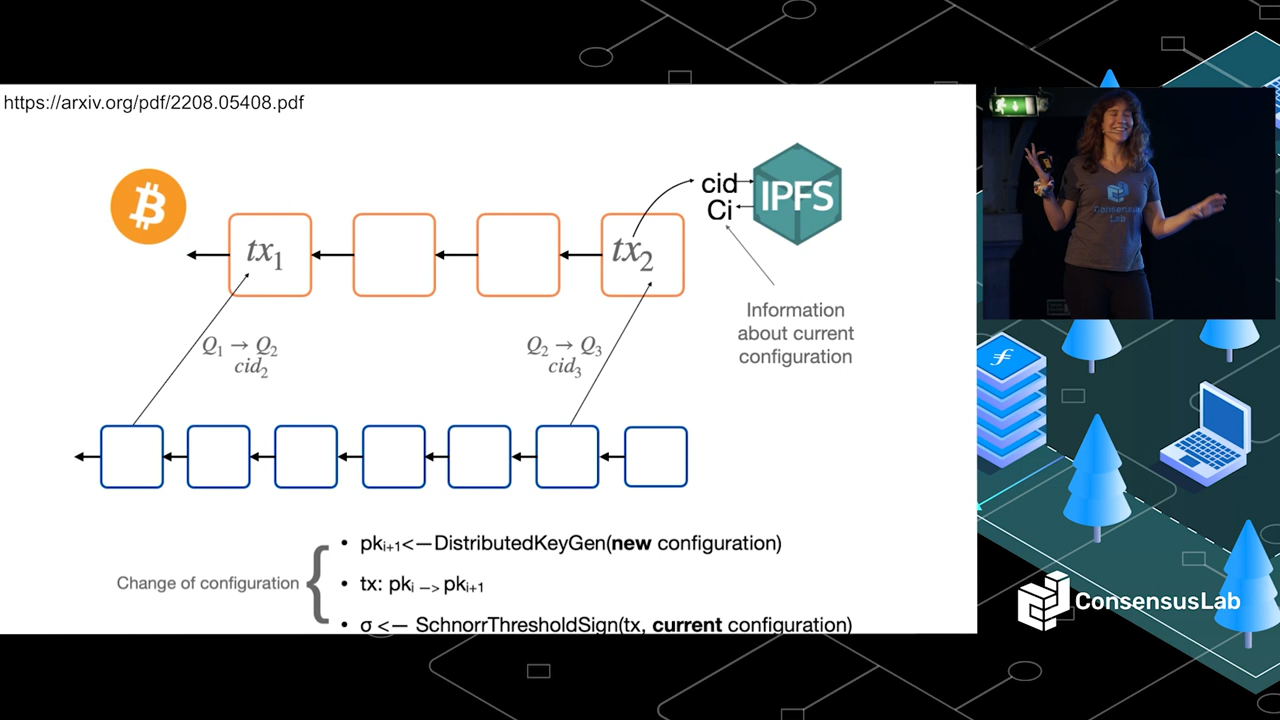 https://arxiv.org/pdf/2208.05408.pdf
cid
Ci
IPFS
tx₁
tx₂
Information
about current
configuration
Q₁ → Q₂
cid₂
Q₂ → Q₃
cid₃
Change of configuration
• pkᵢ₊₁<—DistributedKeyGen(new configuration)
• tx: pkᵢ —> pkᵢ₊₁
• σ <— SchnorrThresholdSign(tx, current configuration)
Consensus
Lab
ConsensusLab